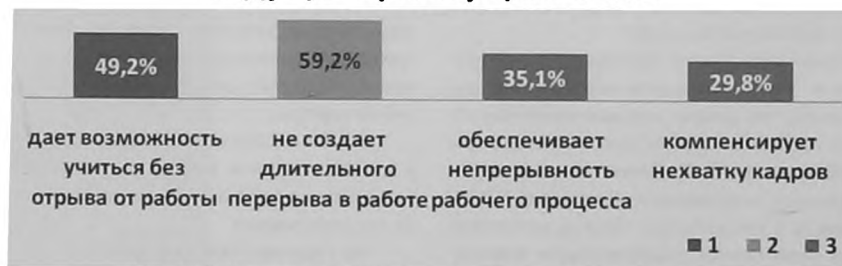 49,2%
59,2%
35,1%
29,8%
дает возможность
учиться без
отрыва от работы
не создает
длительного
перерыва в работе
обеспечивает
непрерывность
рабочего процесса
компенсирует
нехватку кадров
1 2 3